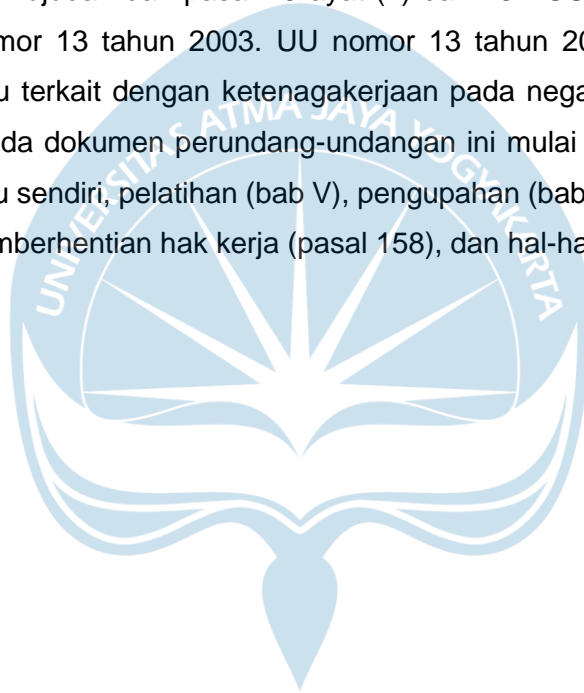 mor 13 tahun 2003. UU nomor 13 tahun 20
u terkait dengan ketenagakerjaan pada nega
da dokumen perundang-undangan ini mulai
u sendiri, pelatihan (bab V), pengupahan (bab
mberhentian hak kerja (pasal 158), dan hal-ha
UNIVERSITAS ATMA JAYA YOGYAKARTA